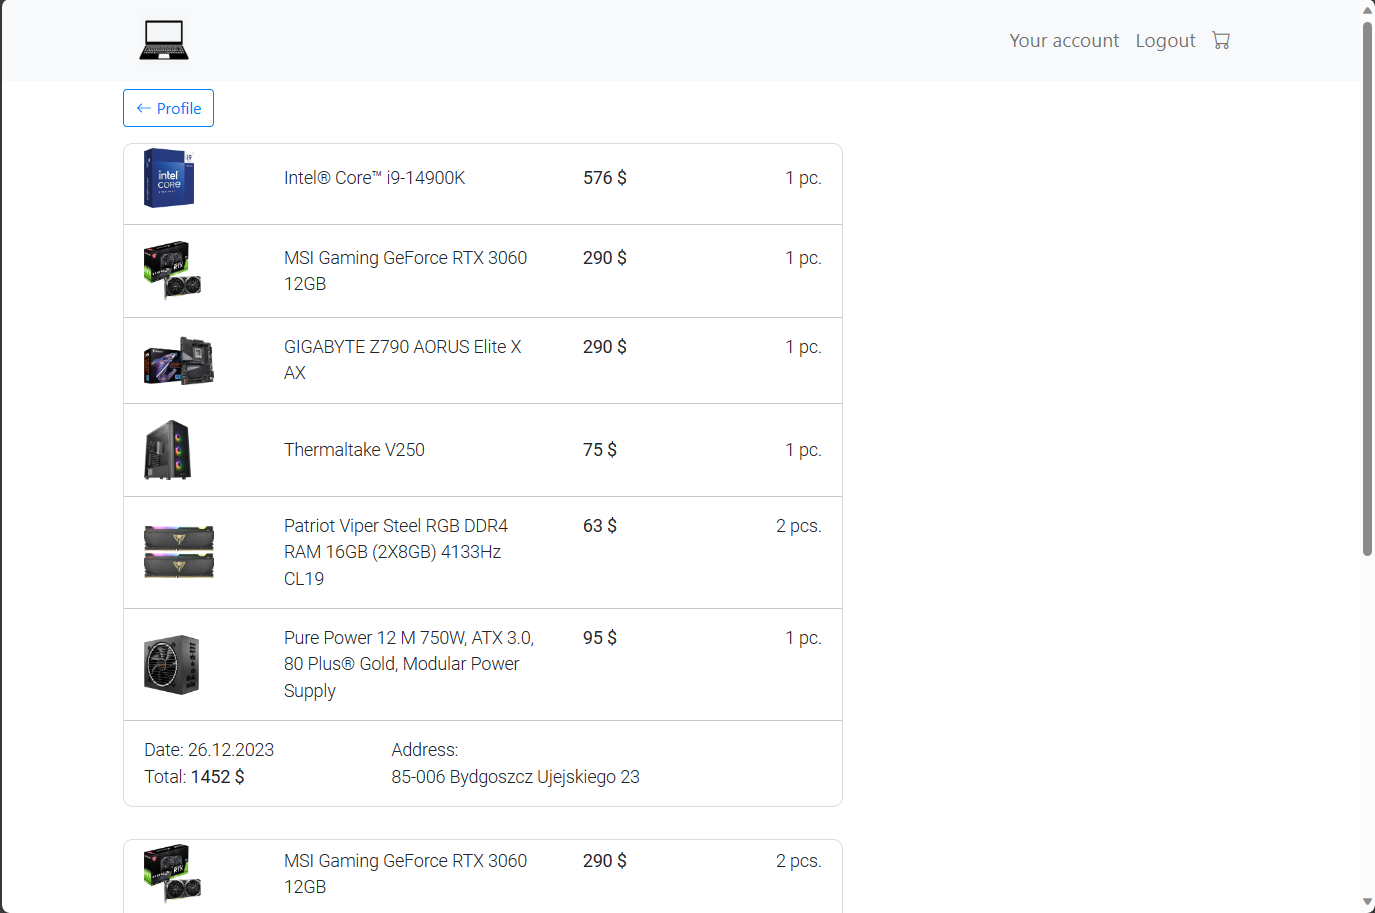 Your account Logout
← Profile
Intel® Core™ i9-14900K 576 $ 1 pc.
MSI Gaming GeForce RTX 3060 290 $ 1 pc.
12GB
GIGABYTE Z790 AORUS Elite X 290 $ 1 pc.
AX
Thermaltake V250 75 $ 1 pc.
Patriot Viper Steel RGB DDR4 63 $ 2 pcs.
RAM 16GB (2X8GB) 4133Hz
CL19
Pure Power 12 M 750W, ATX 3.0, 95 $ 1 pc.
80 Plus® Gold, Modular Power
Supply
Date: 26.12.2023 Address:
Total: 1452 $ 85-006 Bydgoszcz Ujejskiego 23
MSI Gaming GeForce RTX 3060 290 $ 2 pcs.
12GB
intel
CORE
i9